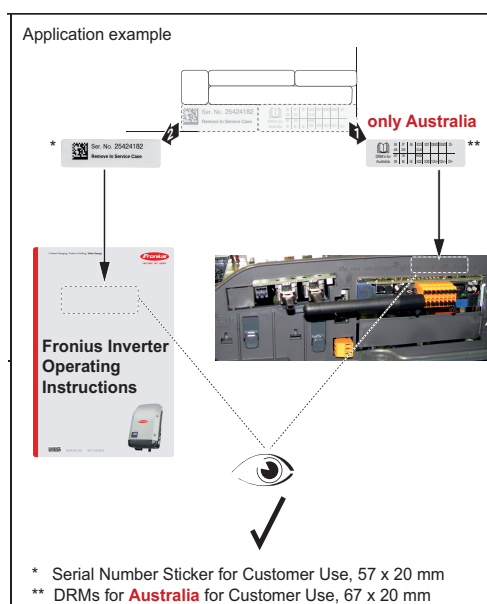 Application example
Ser. No. 25424182
Remove In Service Case
2
1
only Australia
*
Ser. No. 25424182
Remove In Service Case
DRMs for
Australia
**
Fronius
Fronius Inverter
Operating
Instructions
* Serial Number Sticker for Customer Use, 57 x 20 mm
** DRMs for Australia for Customer Use, 67 x 20 mm